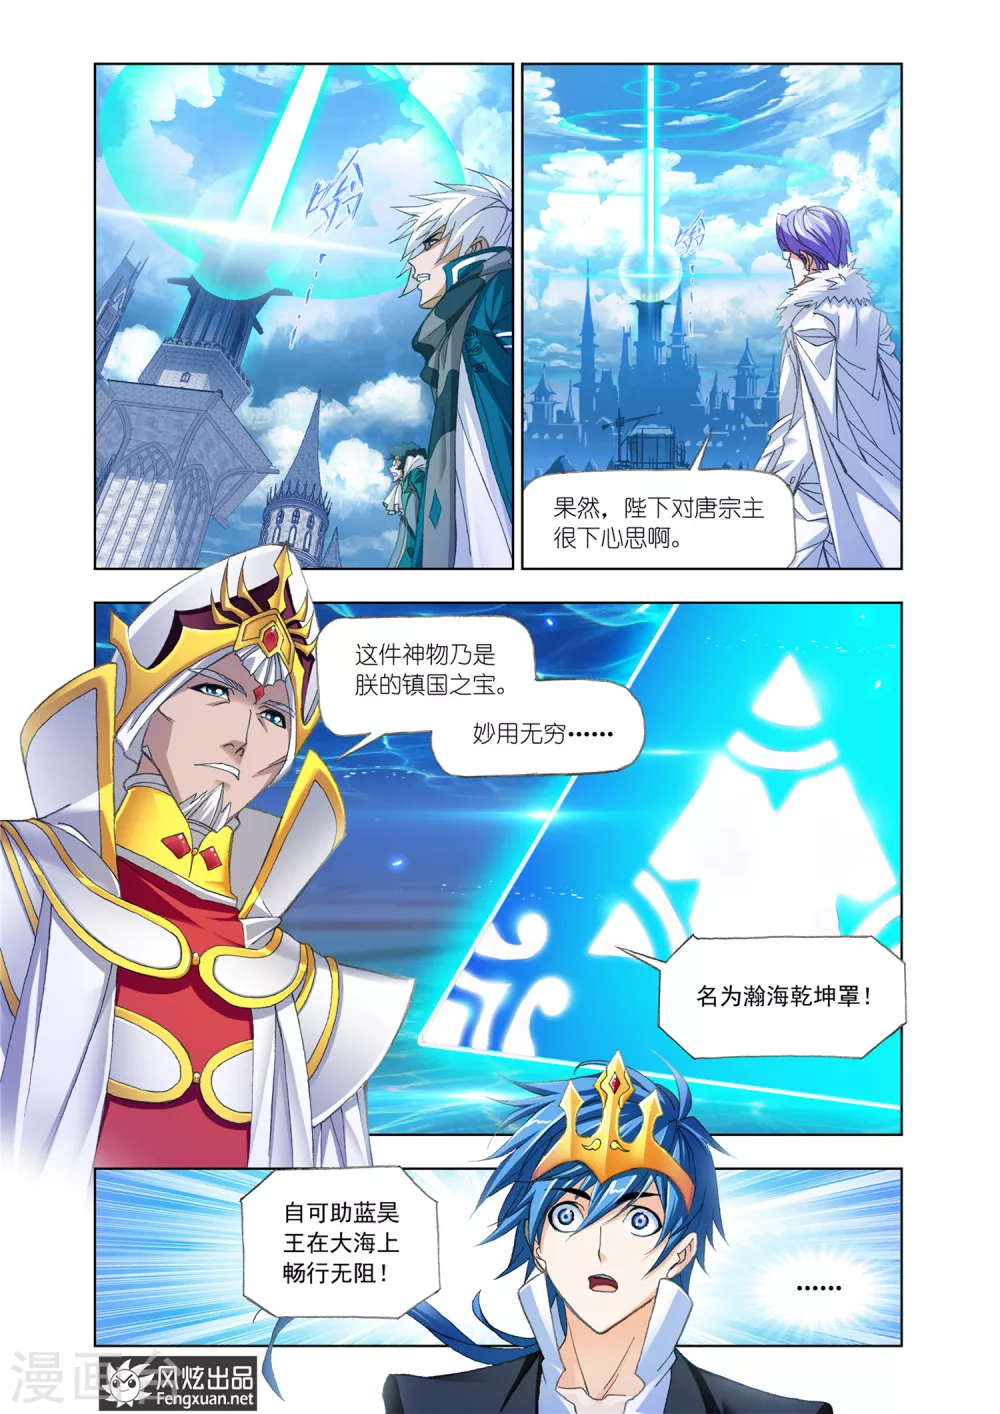 嗡
嗡
果然，陛下对唐宗主
很下心思啊。
这件神物乃是
朕的镇国之宝。
妙用无穷……
名为瀚海乾坤罩！
自可助蓝昊
王在大海上
畅行无阻！
……
漫画台
风炫出品
Fengxuan.net